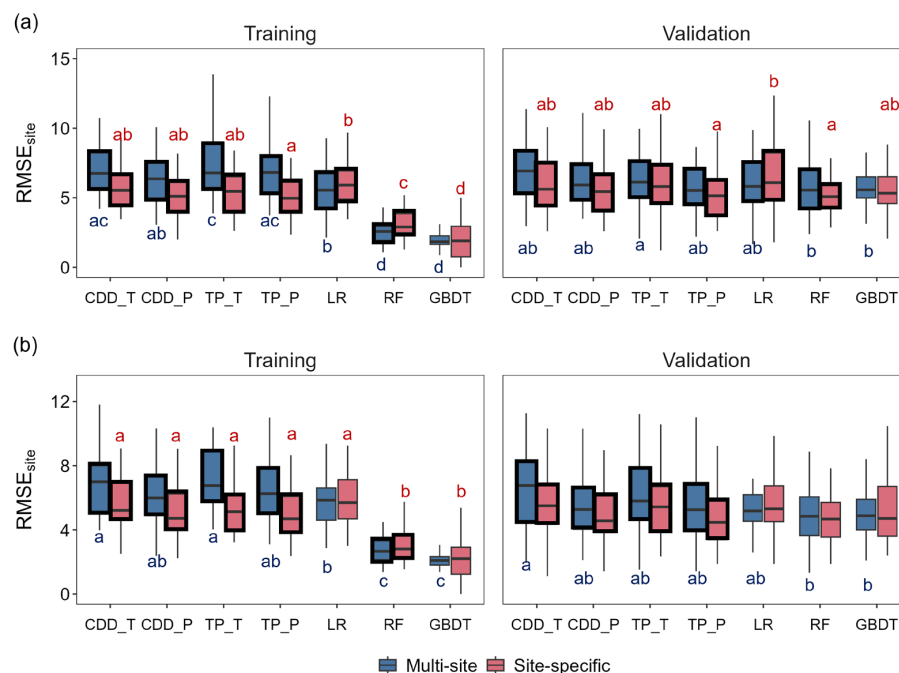 (a)
Training
Validation
RMSEsite
15
10
5
0
ab ab ab a b c d
ac ab c ac b d d
ab ab ab a b a ab
ab ab a ab ab b ab
CDD_T CDD_P TP_T TP_P LR RF GBDT
CDD_T CDD_P TP_T TP_P LR RF GBDT
(b)
Training
Validation
RMSEsite
12
8
4
0
a a a a a b b
a ab a ab b c c
a ab ab ab ab b b
CDD_T CDD_P TP_T TP_P LR RF GBDT
CDD_T CDD_P TP_T TP_P LR RF GBDT
Multi-site Site-specific